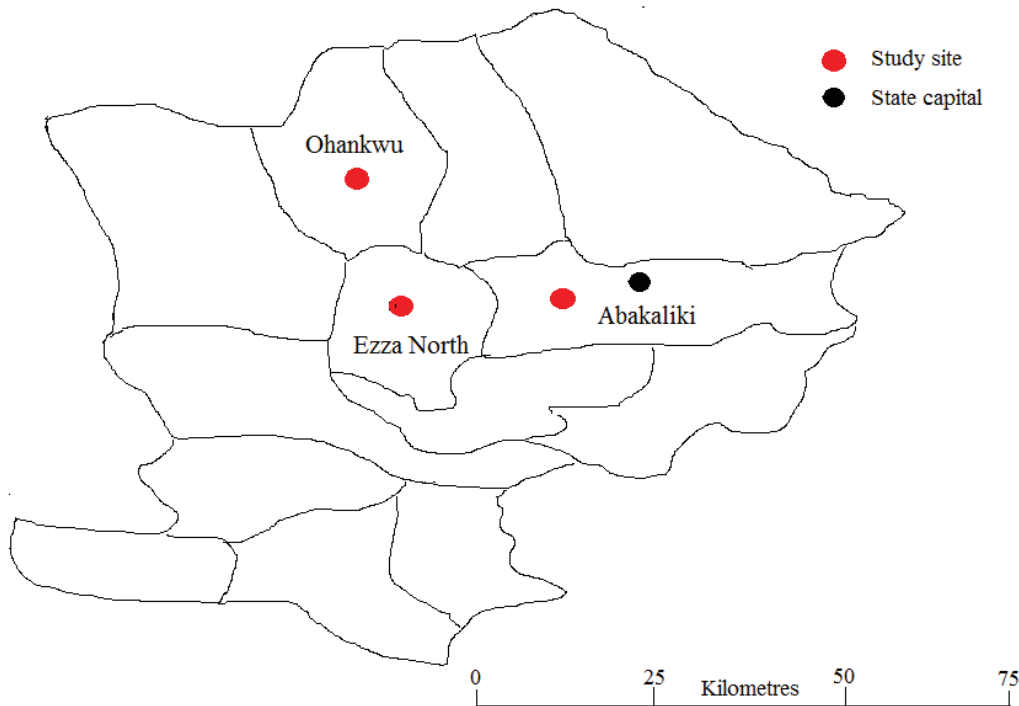 Study site
State capital
Ohankwu
Abakaliki
Ezza North
0 25 50 75
Kilometres